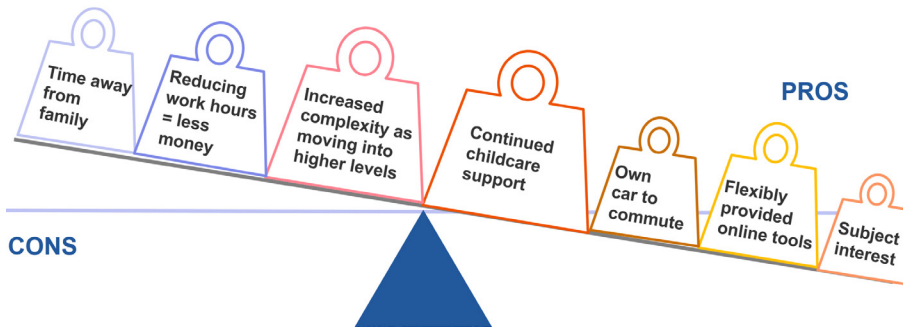 Time away
from
family
Reducing
work hours
= less
money
Increased
complexity as
moving into
higher levels
Continued
childcare
support
Own
car to
commute
Flexibly
provided
online tools
Subject
interest
PROS
CONS